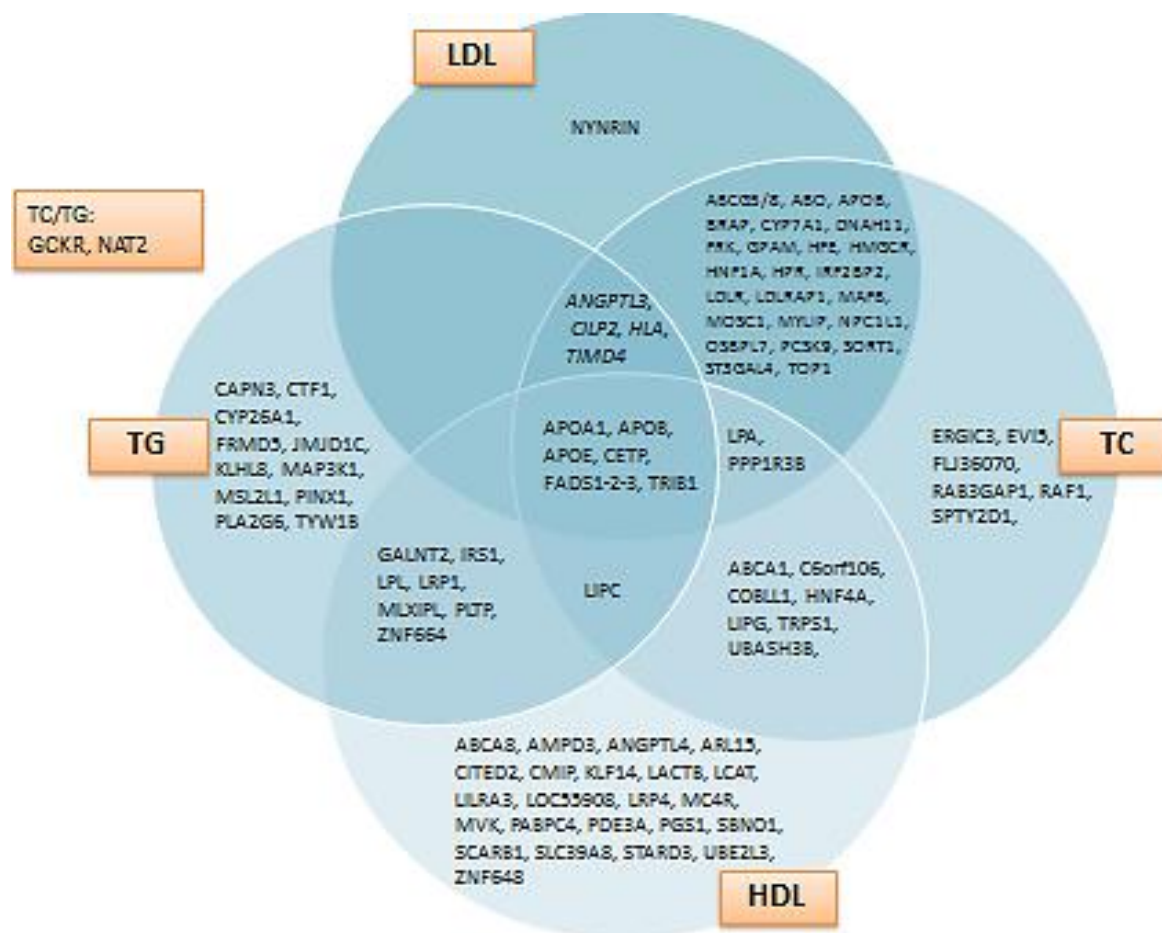 LDL
NYNRIN
TC/TG:
GCKR, NAT2
ABCG5/8, ABO, APOB,
BRAP, CYP7A1, DNAH11,
FRK, GPAM, HFE, HMGCR,
HNF1A, HPR, IRF2BP2,
LDLR, LDLRAP1, MAFB,
MOSC1, MYLIP, NPC1L1,
OSBPL7, PCSK9, SORT1,
ST3GAL4, TOP1
ANGPTL3,
CILP2, HLA,
TIMD4
CAPN3, CTF1,
CYP26A1,
FRMD5, JMJD1C,
KLHL8, MAP3K1,
MSL2L1, PINX1,
PLA2G6, TYW1B
TG
APOA1, APOB,
APOE, CETP,
FADS1-2-3, TRIB1
LPA,
PPP1R3B
ERGIC3, EVI5,
FLJ36070,
RAB3GAP1, RAF1,
SPTY2D1,
TC
GALNT2, IRS1,
LPL, LRP1,
MLXIPL, PLTP,
ZNF664
LIPC
ABCA1, C6orf106,
COBLL1, HNF4A,
LIPG, TRPS1,
UBASH3B,
ABCA8, AMPD3, ANGPTL4, ARL15,
CITED2, CMIP, KLF14, LACTB, LCAT,
LILRA3, LOC55908, LRP4, MC4R,
MVK, PABPC4, PDE3A, PGS1, SBNO1,
SCARB1, SLC39A8, STARD3, UBE2L3,
ZNF648
HDL